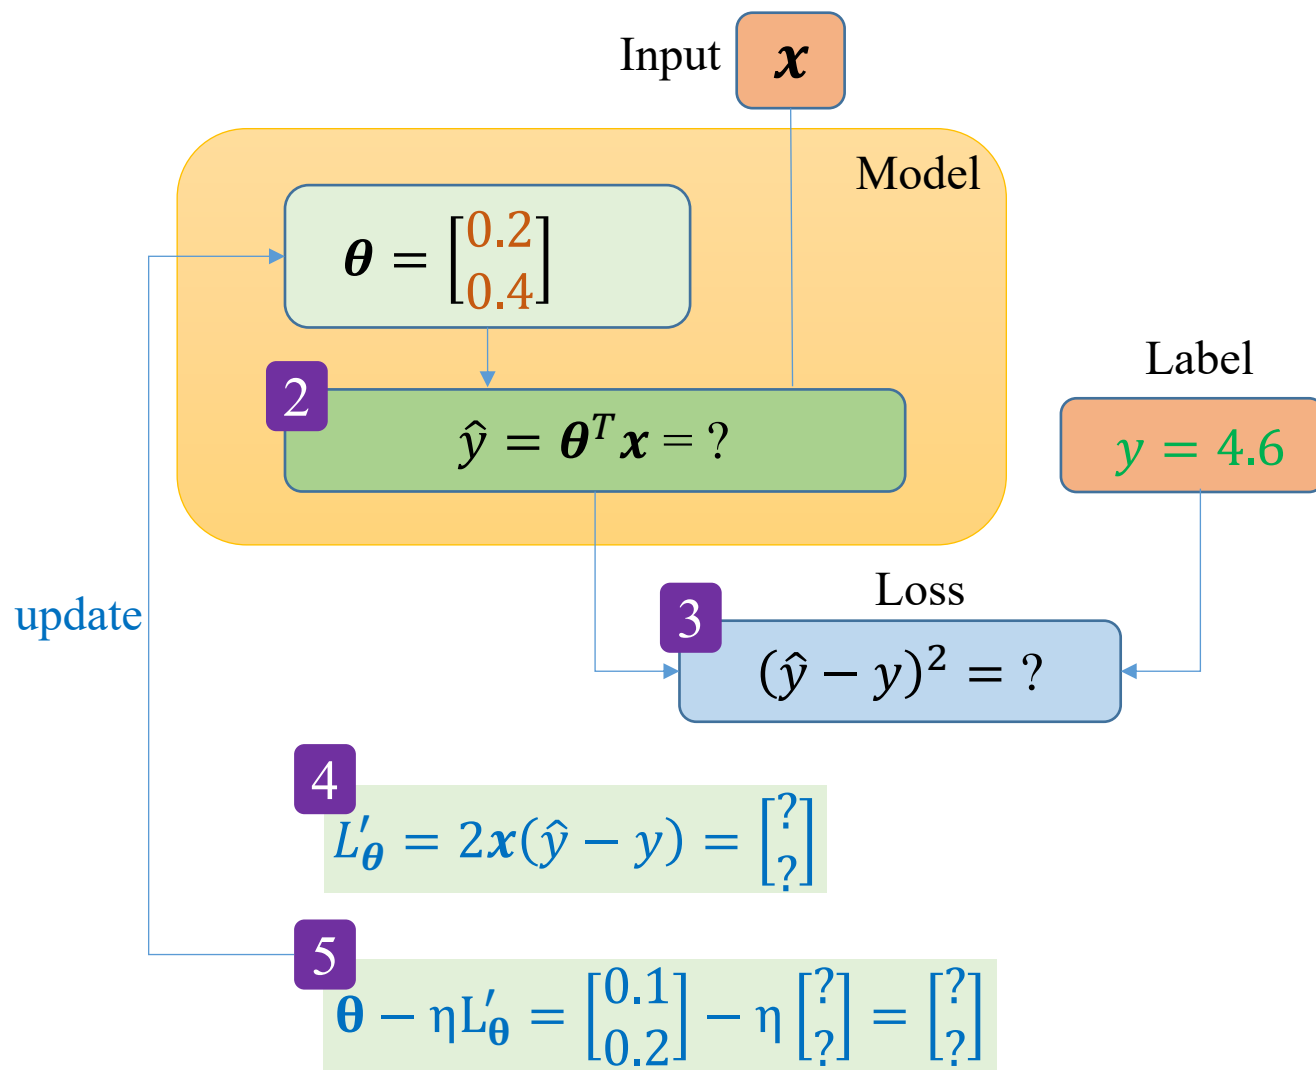 Input 𝒙
Model
𝜽 = [0.2
0.4]
2
ŷ = 𝜽ᵀ𝒙 = ?
Label
y = 4.6
update
Loss
3
(ŷ − y)² = ?
4
L′_𝜽 = 2𝒙(ŷ − y) = [?
?]
5
𝛉 − ηL′_𝛉 = [0.1
0.2] − η [?
?] = [?
?]